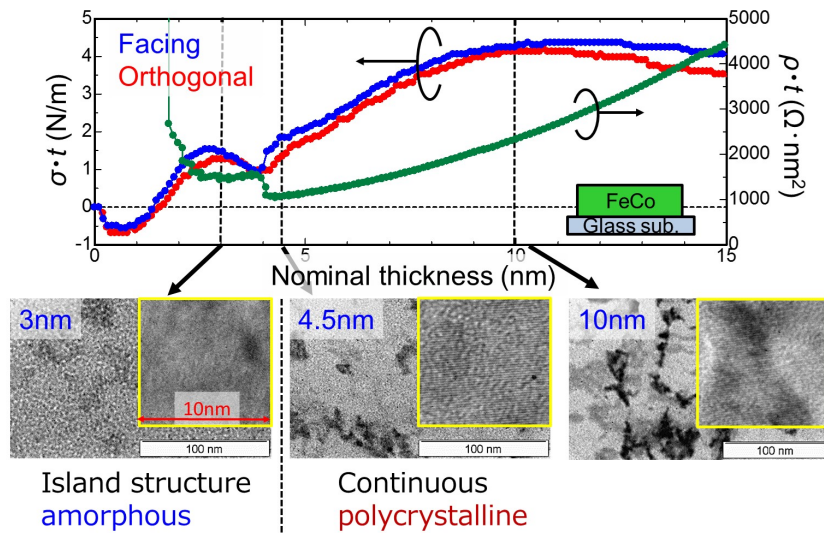 5
4
3
2
1
0
-1
σ·t (N/m)
Facing
Orthogonal
5000
4000
3000
2000
1000
0
ρ·t (Ω·nm²)
FeCo
Glass sub.
0
5
10
15
Nominal thickness (nm)
3nm
10nm
100 nm
4.5nm
100 nm
10nm
100 nm
Island structure
amorphous
Continuous
polycrystalline